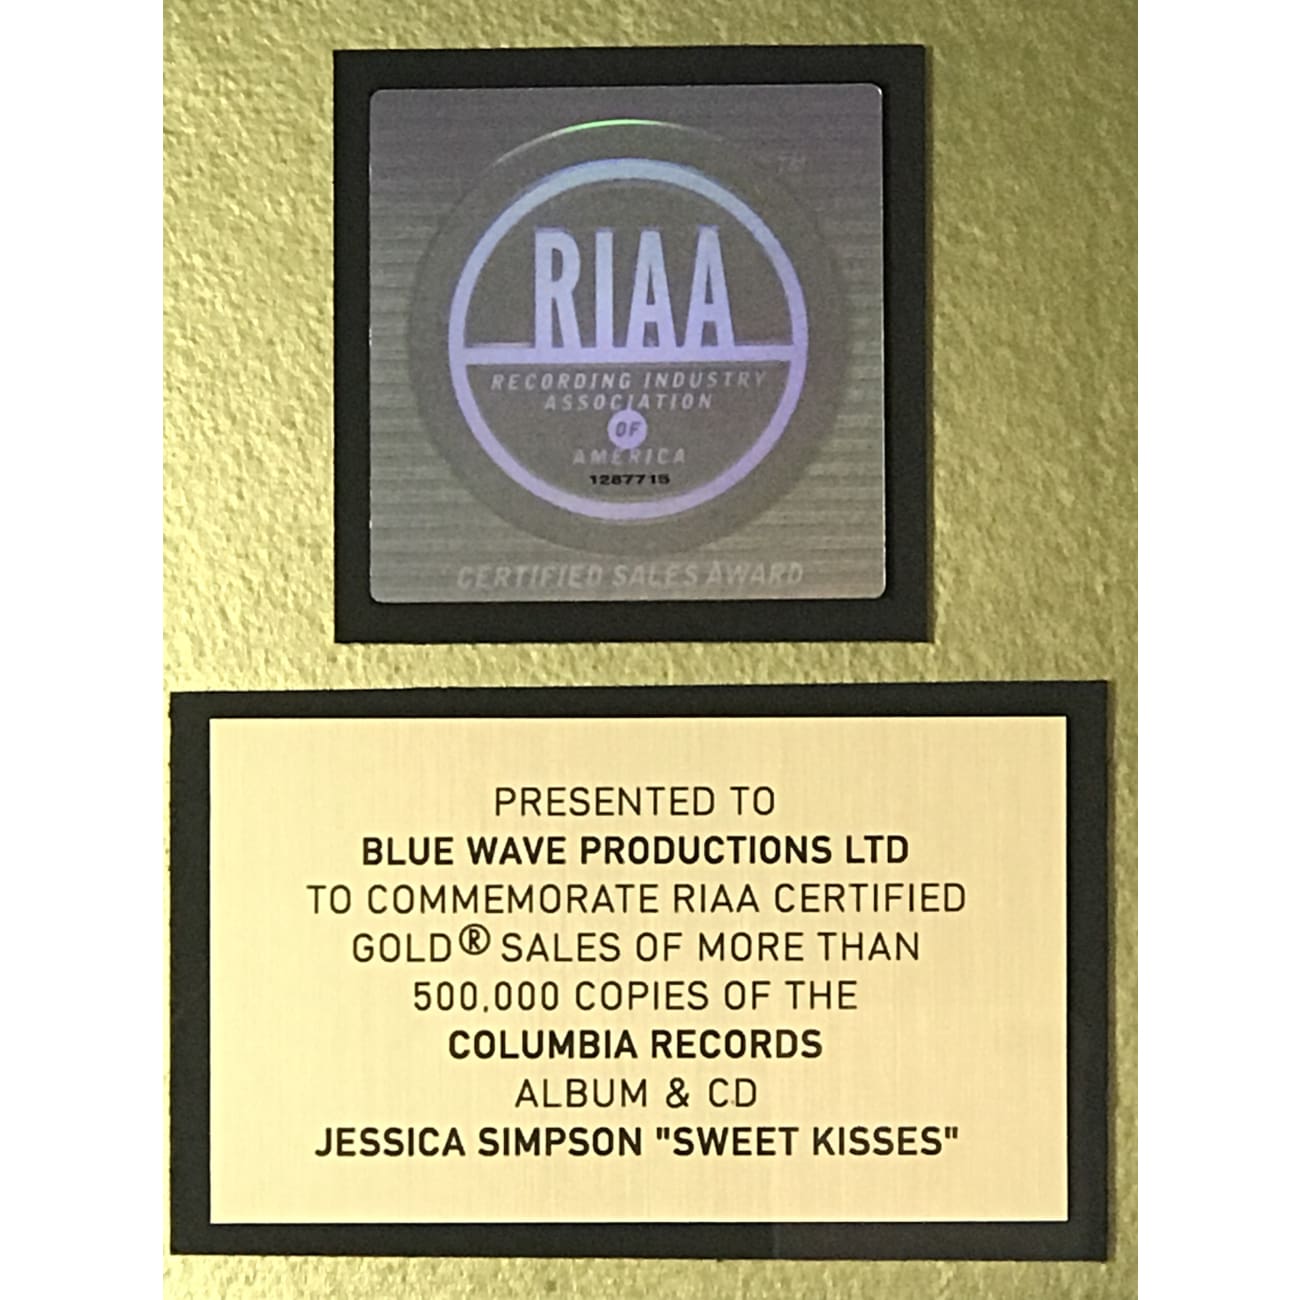 TM
RIAA
RECORDING INDUSTRY
ASSOCIATION
OF
AMERICA
1287715
CERTIFIED SALES AWARD
PRESENTED TO
BLUE WAVE PRODUCTIONS LTD
TO COMMEMORATE RIAA CERTIFIED
GOLD® SALES OF MORE THAN
500,000 COPIES OF THE
COLUMBIA RECORDS
ALBUM & CD
JESSICA SIMPSON "SWEET KISSES"